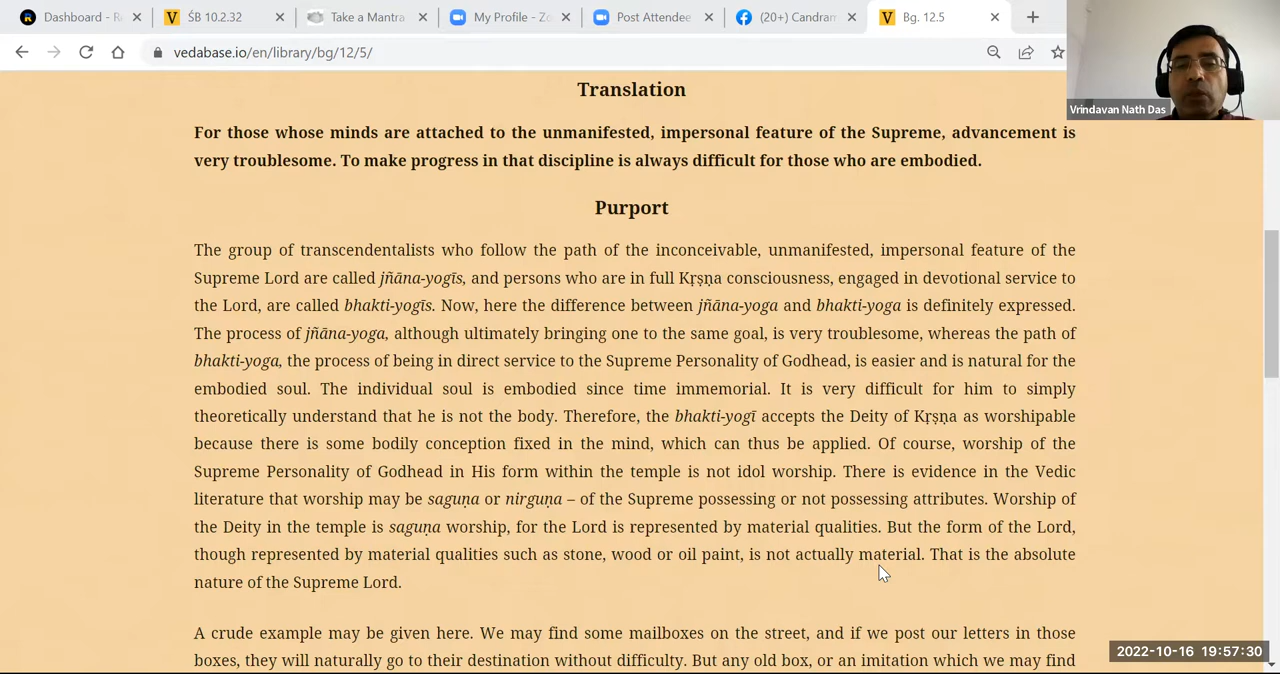 Dashboard - R
ŚB 10.2.32
Take a Mantra
My Profile - Zo
Post Attendee
(20+) Candram
Bg. 12.5
vedabase.io/en/library/bg/12/5/
Vrindavan Nath Das
Translation
For those whose minds are attached to the unmanifested, impersonal feature of the Supreme, advancement is
very troublesome. To make progress in that discipline is always difficult for those who are embodied.
Purport
The group of transcendentalists who follow the path of the inconceivable, unmanifested, impersonal feature of the
Supreme Lord are called jñāna-yogīs, and persons who are in full Kṛṣṇa consciousness, engaged in devotional service to
the Lord, are called bhakti-yogīs. Now, here the difference between jñāna-yoga and bhakti-yoga is definitely expressed.
The process of jñāna-yoga, although ultimately bringing one to the same goal, is very troublesome, whereas the path of
bhakti-yoga, the process of being in direct service to the Supreme Personality of Godhead, is easier and is natural for the
embodied soul. The individual soul is embodied since time immemorial. It is very difficult for him to simply
theoretically understand that he is not the body. Therefore, the bhakti-yogī accepts the Deity of Kṛṣṇa as worshipable
because there is some bodily conception fixed in the mind, which can thus be applied. Of course, worship of the
Supreme Personality of Godhead in His form within the temple is not idol worship. There is evidence in the Vedic
literature that worship may be saguṇa or nirguṇa – of the Supreme possessing or not possessing attributes. Worship of
the Deity in the temple is saguṇa worship, for the Lord is represented by material qualities. But the form of the Lord,
though represented by material qualities such as stone, wood or oil paint, is not actually material. That is the absolute
nature of the Supreme Lord.
A crude example may be given here. We may find some mailboxes on the street, and if we post our letters in those
boxes, they will naturally go to their destination without difficulty. But any old box, or an imitation which we may find
2022-10-16 19:57:30